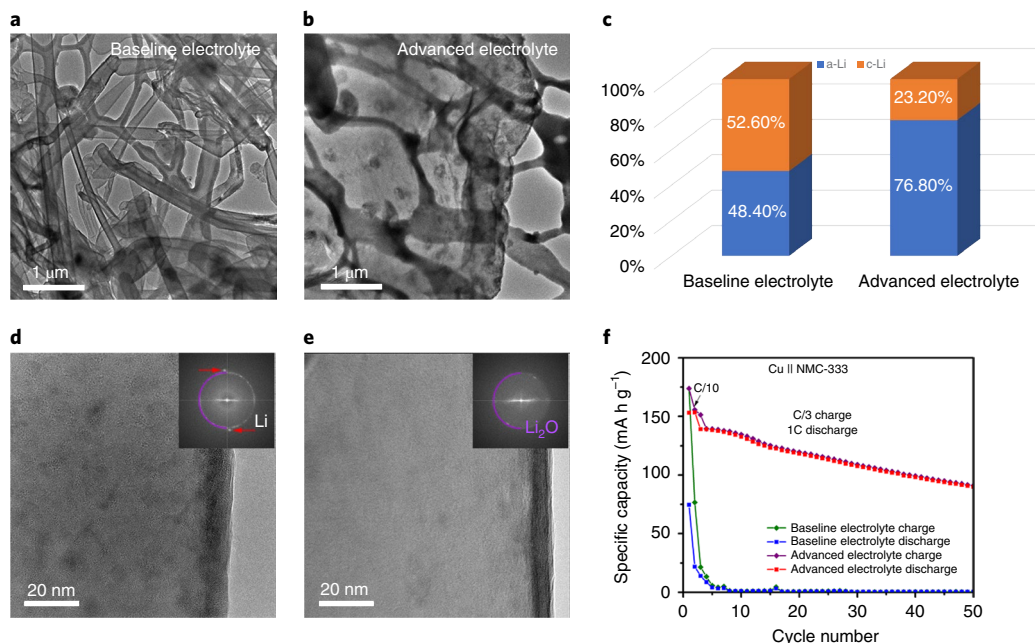 a
Baseline electrolyte
1 μm
b
Advanced electrolyte
1 μm
c
a-Li c-Li
100%
80%
60%
40%
20%
0%
52.60%
48.40%
23.20%
76.80%
Baseline electrolyte
Advanced electrolyte
d
Li
20 nm
e
Li2O
20 nm
f
Cu || NMC-333
C/10
C/3 charge
1C discharge
Baseline electrolyte charge
Baseline electrolyte discharge
Advanced electrolyte charge
Advanced electrolyte discharge
200
150
100
50
0
Specific capacity (mA h g⁻¹)
0 10 20 30 40 50
Cycle number